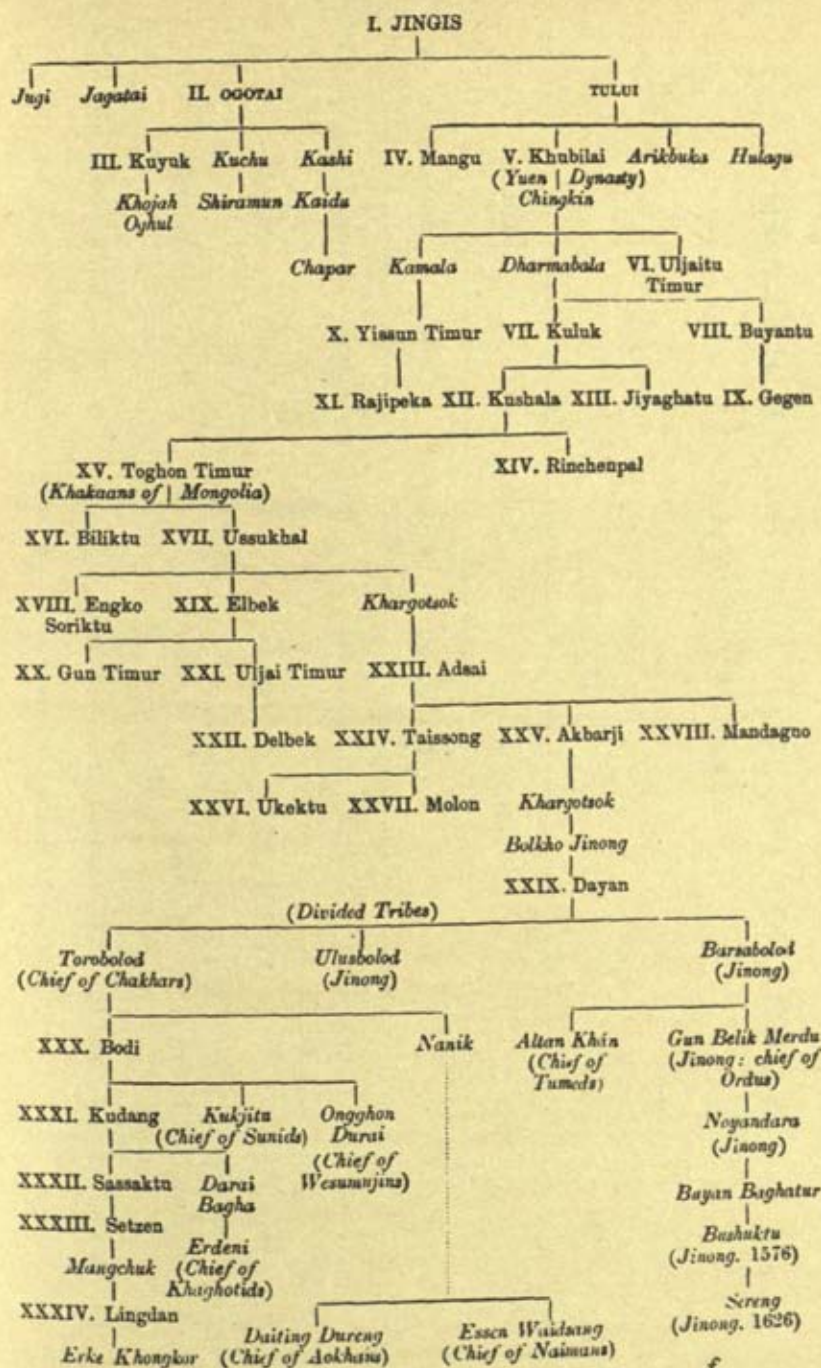 I. JINGIS
Jugi Jagatai II. OGOTAI TULUI
III. Kuyuk Kuchu Kashi IV. Mangu V. Khubilai Arikbuka Hulagu
(Yuen | Dynasty)
Khojah Shiramun Kaidu Chingkin
Oghul
Chapar Kamala Dharmabala VI. Uljaitu
Timur
X. Yissun Timur VII. Kuluk VIII. Buyantu
XI. Rajipeka XII. Kushala XIII. Jiyaghatu IX. Gegen
XV. Toghon Timur XIV. Rinchenpal
(Khakaans of | Mongolia)
XVI. Biliktu XVII. Ussukhal
XVIII. Engko XIX. Elbek Khargotsok
Soriktu
XX. Gun Timur XXI. Uljai Timur XXIII. Adsai
XXII. Delbek XXIV. Taissong XXV. Akbarji XXVIII. Mandagno
XXVI. Ukektu XXVII. Molon Khargotsok
Bolkho Jinong
XXIX. Dayan
(Divided Tribes)
Torobolod Ulusbolod Barsabolod
(Chief of Chakhars) (Jinong) (Jinong)
XXX. Bodi Nanik Altan Khán Gun Belik Merdu
(Chief of (Jinong: chief of
Tumeds) Ordus)
XXXI. Kudang Kukjitu Ongghon Noyandara
(Chief of Sunids) Durai (Jinong)
(Chief of
Wesumujins)
XXXII. Sassaktu Darai Bayan Baghatur
Bagha
XXXIII. Setzen Bushuktu
Erdeni (Jinong. 1576)
Mangchuk (Chief of
Khaghotids)
XXXIV. Lingdan Sereng
Daiting Dureng Essen Waidsang (Jinong. 1626)
Erke Khongkor (Chief of Aokhans) (Chief of Naimans)
f